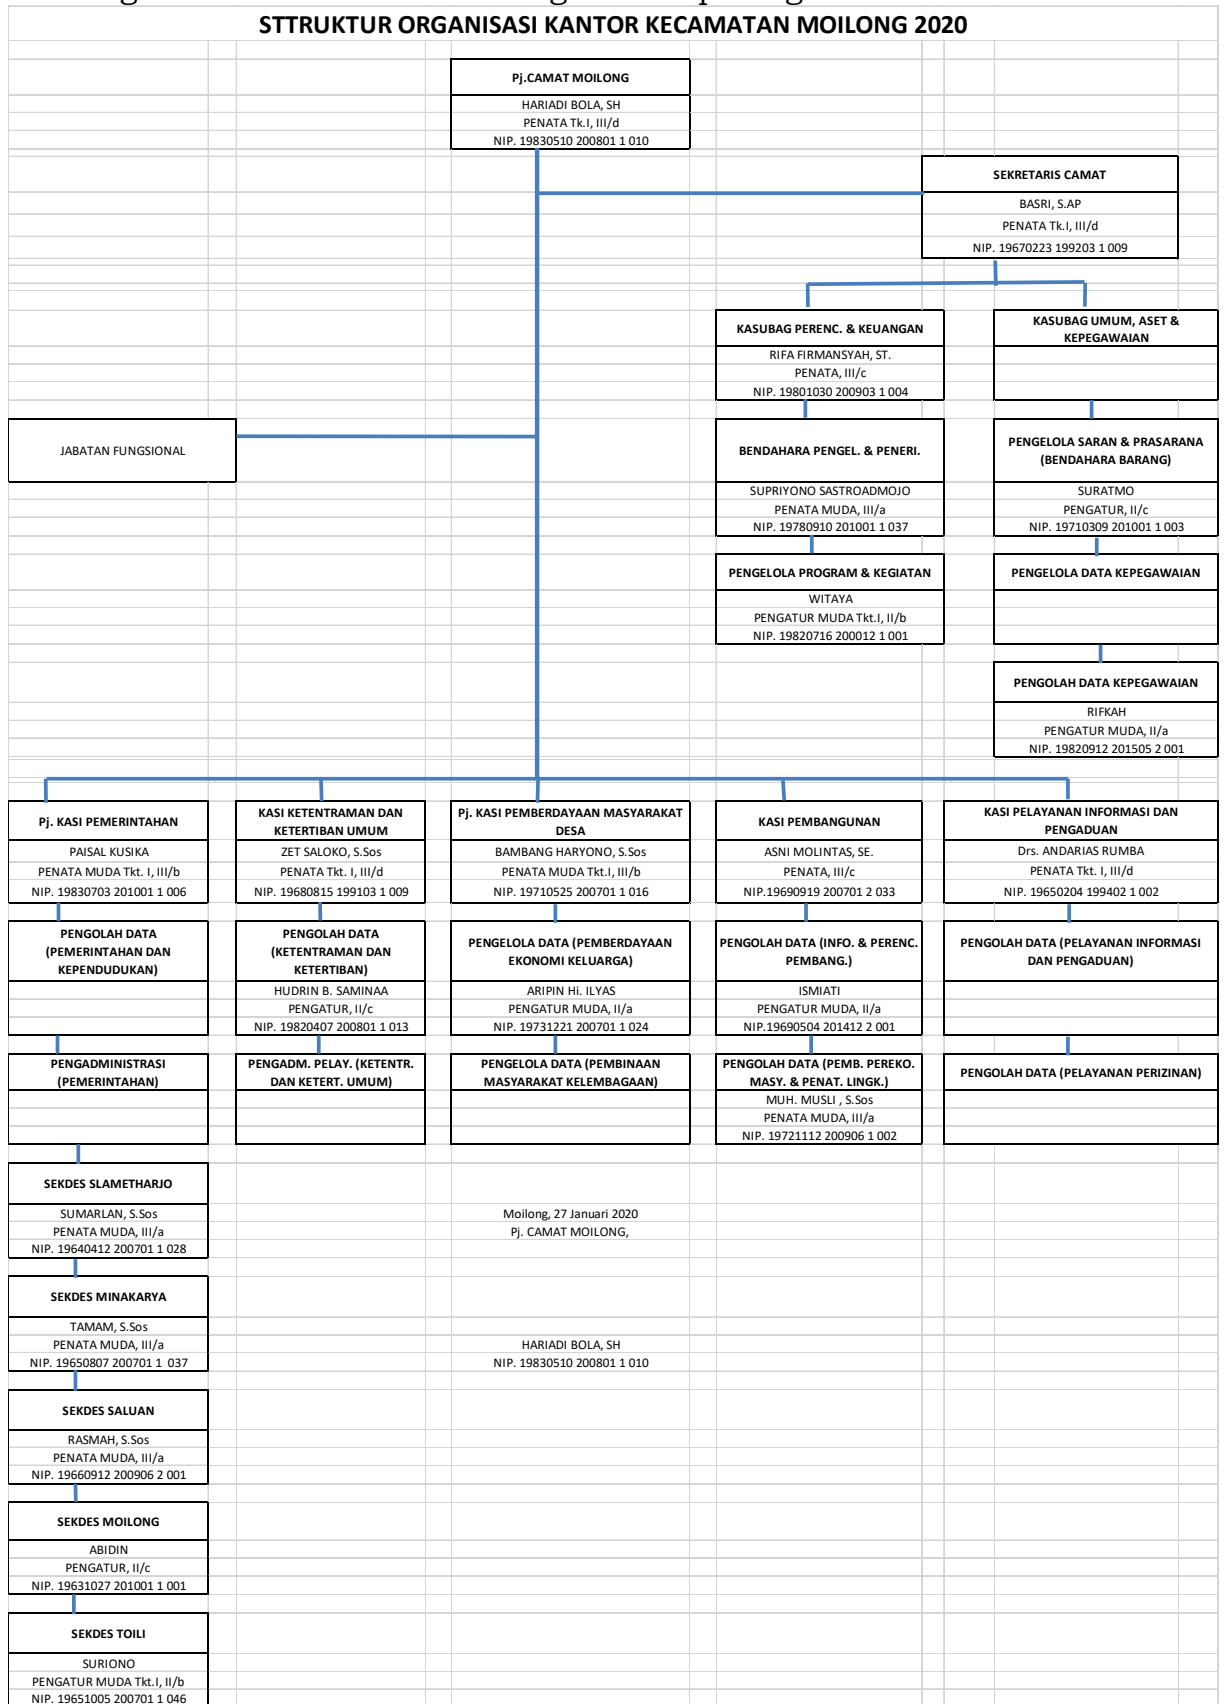 STTRUKTUR ORGANISASI KANTOR KECAMATAN MOILONG 2020
Pj.CAMAT MOILONG
HARIADI BOLA, SH
PENATA Tk.I, III/d
NIP. 19830510 200801 1 010
SEKRETARIS CAMAT
BASRI, S.AP
PENATA Tk.I, III/d
NIP. 19670223 199203 1 009
KASUBAG PERENC. & KEUANGAN
RIFA FIRMANSYAH, ST.
PENATA, III/c
NIP. 19801030 200903 1 004
KASUBAG UMUM, ASET &
KEPEGAWAIAN
JABATAN FUNGSIONAL
BENDAHARA PENGEL. & PENERI.
SUPRIYONO SASTROADMOJO
PENATA MUDA, III/a
NIP. 19780910 201001 1 037
PENGELOLA SARAN & PRASARANA
(BENDAHARA BARANG)
SURATMO
PENGATUR, II/c
NIP. 19710309 201001 1 003
PENGELOLA PROGRAM & KEGIATAN
WITAYA
PENGATUR MUDA Tkt.I, II/b
NIP. 19820716 200012 1 001
PENGELOLA DATA KEPEGAWAIAN
PENGOLAH DATA KEPEGAWAIAN
RIFKAH
PENGATUR MUDA, II/a
NIP. 19820912 201505 2 001
Pj. KASI PEMERINTAHAN
PAISAL KUSIKA
PENATA MUDA Tkt. I, III/b
NIP. 19830703 201001 1 006
KASI KETENTRAMAN DAN
KETERTIBAN UMUM
ZET SALOKO, S.Sos
PENATA Tkt. I, III/d
NIP. 19680815 199103 1 009
Pj. KASI PEMBERDAYAAN MASYARAKAT
DESA
BAMBANG HARYONO, S.Sos
PENATA MUDA Tkt.I, III/b
NIP. 19710525 200701 1 016
KASI PEMBANGUNAN
ASNI MOLINTAS, SE.
PENATA, III/c
NIP.19690919 200701 2 033
KASI PELAYANAN INFORMASI DAN
PENGADUAN
Drs. ANDARIAS RUMBA
PENATA Tkt. I, III/d
NIP. 19650204 199402 1 002
PENGOLAH DATA
(PEMERINTAHAN DAN
KEPENDUDUKAN)
PENGOLAH DATA
(KETENTRAMAN DAN
KETERTIBAN)
HUDRIN B. SAMINAA
PENGATUR, II/c
NIP. 19820407 200801 1 013
PENGELOLA DATA (PEMBERDAYAAN
EKONOMI KELUARGA)
ARIPIN Hi. ILYAS
PENGATUR MUDA, II/a
NIP. 19731221 200701 1 024
PENGOLAH DATA (INFO. & PERENC.
PEMBANG.)
ISMIATI
PENGATUR MUDA, II/a
NIP.19690504 201412 2 001
PENGOLAH DATA (PELAYANAN INFORMASI
DAN PENGADUAN)
PENGADMINISTRASI
(PEMERINTAHAN)
PENGADM. PELAY. (KETENTR.
DAN KETERT. UMUM)
PENGELOLA DATA (PEMBINAAN
MASYARAKAT KELEMBAGAAN)
PENGOLAH DATA (PEMB. PEREKO.
MASY. & PENAT. LINGK.)
MUH. MUSLI , S.Sos
PENATA MUDA, III/a
NIP. 19721112 200906 1 002
PENGOLAH DATA (PELAYANAN PERIZINAN)
SEKDES SLAMETHARJO
SUMARLAN, S.Sos
PENATA MUDA, III/a
NIP. 19640412 200701 1 028
Moilong, 27 Januari 2020
Pj. CAMAT MOILONG,
SEKDES MINAKARYA
TAMAM, S.Sos
PENATA MUDA, III/a
NIP. 19650807 200701 1  037
HARIADI BOLA, SH
NIP. 19830510 200801 1 010
SEKDES SALUAN
RASMAH, S.Sos
PENATA MUDA, III/a
NIP. 19660912 200906 2 001
SEKDES MOILONG
ABIDIN
PENGATUR, II/c
NIP. 19631027 201001 1 001
SEKDES TOILI
SURIONO
PENGATUR MUDA Tkt.I, II/b
NIP. 19651005 200701 1 046